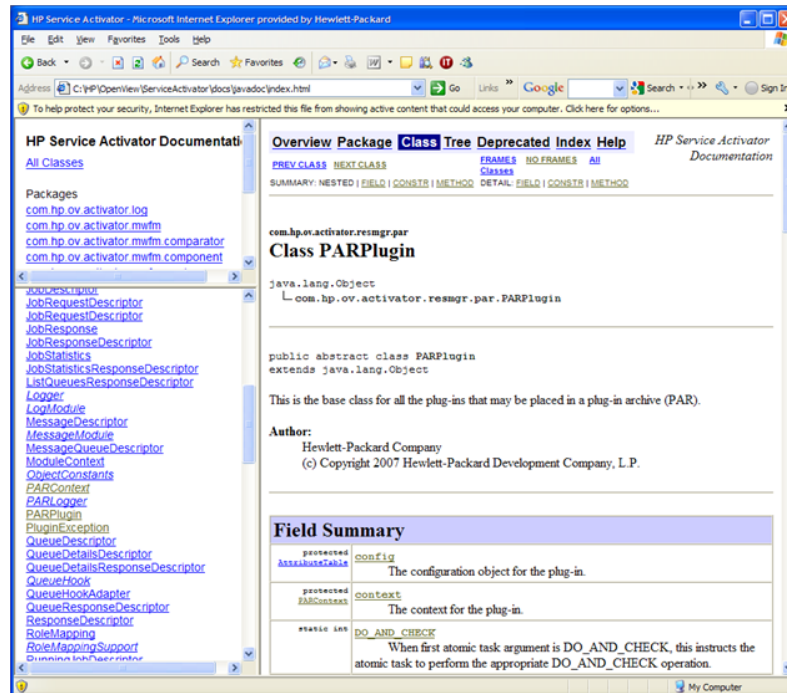 HP Service Activator - Microsoft Internet Explorer provided by Hewlett-Packard
File Edit View Favorites Tools Help
Back Search Favorites
Address C:\HP\OpenView\ServiceActivator\docs\javadoc\index.html Go Links » Google Search » Sign In
To help protect your security, Internet Explorer has restricted this file from showing active content that could access your computer. Click here for options...
HP Service Activator Documentati
All Classes
Packages
com.hp.ov.activator.log
com.hp.ov.activator.mwfm
com.hp.ov.activator.mwfm.comparator
com.hp.ov.activator.mwfm.component
JobDescriptor
JobRequestDescriptor
JobRequestDescriptor
JobResponse
JobResponseDescriptor
JobStatistics
JobStatisticsResponseDescriptor
ListQueuesResponseDescriptor
Logger
LogModule
MessageDescriptor
MessageModule
MessageQueueDescriptor
ModuleContext
ObjectConstants
PARContext
PARLogger
PARPlugin
PluginException
QueueDescriptor
QueueDetailsDescriptor
QueueDetailsResponseDescriptor
QueueHook
QueueHookAdapter
QueueResponseDescriptor
ResponseDescriptor
RoleMapping
RoleMappingSupport
RunningJobDescriptor
Overview Package Class Tree Deprecated Index Help
HP Service Activator
Documentation
PREV CLASS NEXT CLASS
FRAMES NO FRAMES All
Classes
SUMMARY: NESTED | FIELD | CONSTR | METHOD DETAIL: FIELD | CONSTR | METHOD
com.hp.ov.activator.resmgr.par
Class PARPlugin
java.lang.Object
com.hp.ov.activator.resmgr.par.PARPlugin
public abstract class PARPlugin
extends java.lang.Object
This is the base class for all the plug-ins that may be placed in a plug-in archive (PAR).
Author:
Hewlett-Packard Company
(c) Copyright 2007 Hewlett-Packard Development Company, L.P.
Field Summary
protected config
AttributeTable
The configuration object for the plug-in.
protected context
PARContext
The context for the plug-in.
static int DO_AND_CHECK
When first atomic task argument is DO_AND_CHECK, this instructs the
atomic task to perform the appropriate DO_AND_CHECK operation.
My Computer